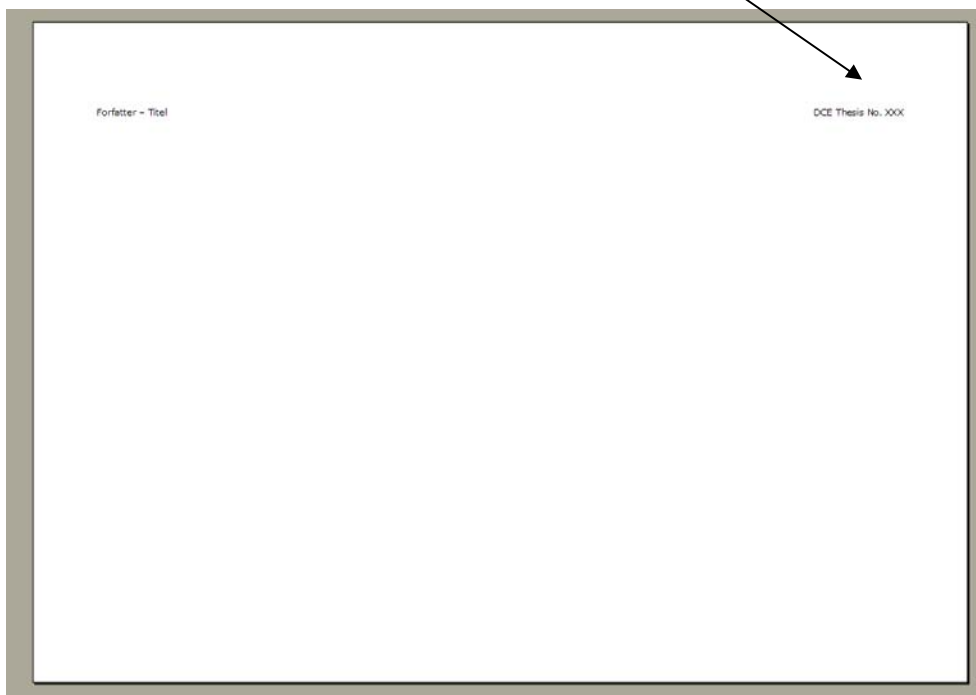 Forfatter – Titel
DCE Thesis No. XXX